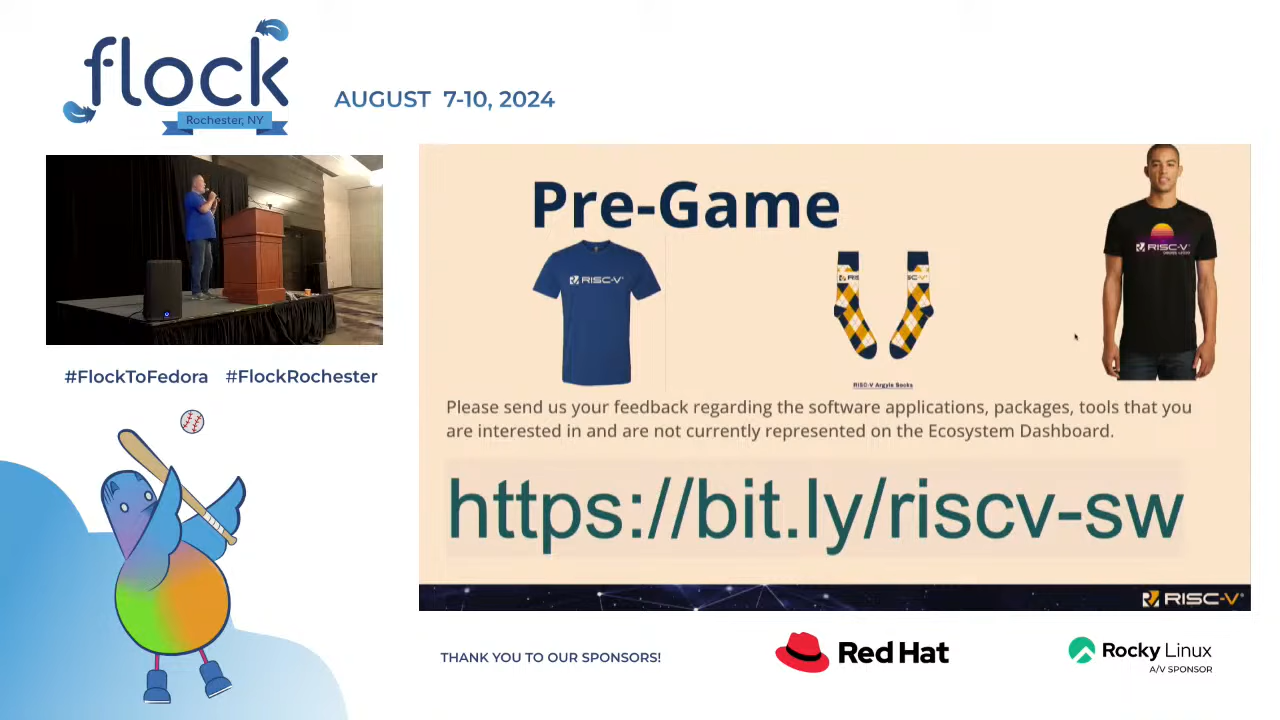 flock
Rochester, NY
AUGUST 7-10, 2024
#FlockToFedora #FlockRochester
Pre-Game
RISC-V®
RISC-V
RISC-V
RISC-V Argyle Socks
Please send us your feedback regarding the software applications, packages, tools that you
are interested in and are not currently represented on the Ecosystem Dashboard.
https://bit.ly/riscv-sw
RISC-V®
THANK YOU TO OUR SPONSORS!
Red Hat
Rocky Linux
A/V SPONSOR